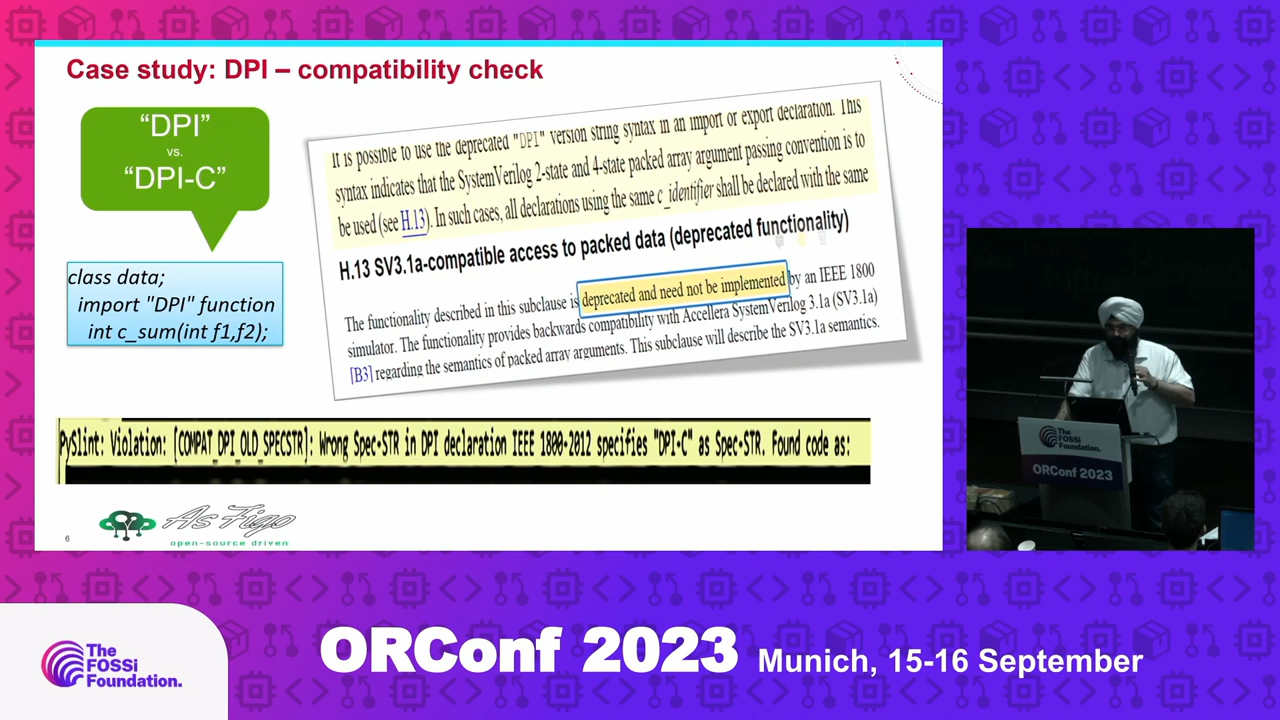 Case study: DPI – compatibility check
“DPI”
vs.
“DPI-C”
class data;
import "DPI" function
int c_sum(int f1,f2);
It is possible to use the deprecated "DPI" version string syntax in an import or export declaration. This
syntax indicates that the SystemVerilog 2-state and 4-state packed array argument passing convention is to
be used (see H.13). In such cases, all declarations using the same c_identifier shall be declared with the same
H.13 SV3.1a-compatible access to packed data (deprecated functionality)
The functionality described in this subclause is deprecated and need not be implemented by an IEEE 1800
simulator. The functionality provides backwards compatibility with Accellera SystemVerilog 3.1a (SV3.1a)
[B3] regarding the semantics of packed array arguments. This subclause will describe the SV3.1a semantics.
PySlint: Violation: [COMPAT_DPI_OLD_SPECSTR]: Wrong Spec+STR in DPI declaration IEEE 1800-2012 specifies "DPI-C" as Spec+STR. Found code as:
6
As Figo
open-source driven
The
FOSSi
Foundation.
ORConf 2023
The
FOSSi
Foundation.
ORConf 2023
Munich, 15-16 September